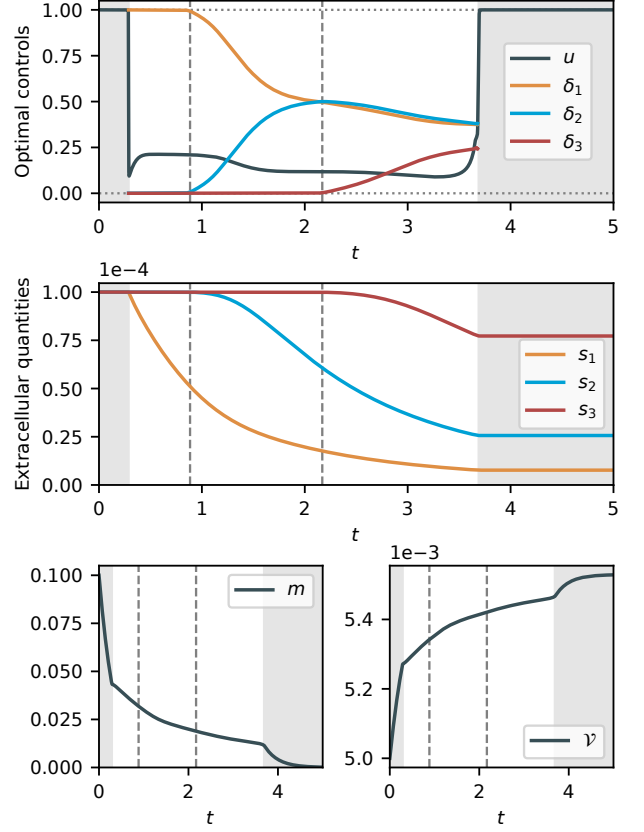 Optimal controls
1.00
0.75
0.50
0.25
0.00
u
δ1
δ2
δ3
0 1 2 3 4 5
t
1e−4
Extracellular quantities
1.00
0.75
0.50
0.25
0.00
s1
s2
s3
0 1 2 3 4 5
t
0.100
0.075
0.050
0.025
0.000
m
0 2 4
t
1e−3
5.4
5.2
5.0
𝒱
0 2 4
t